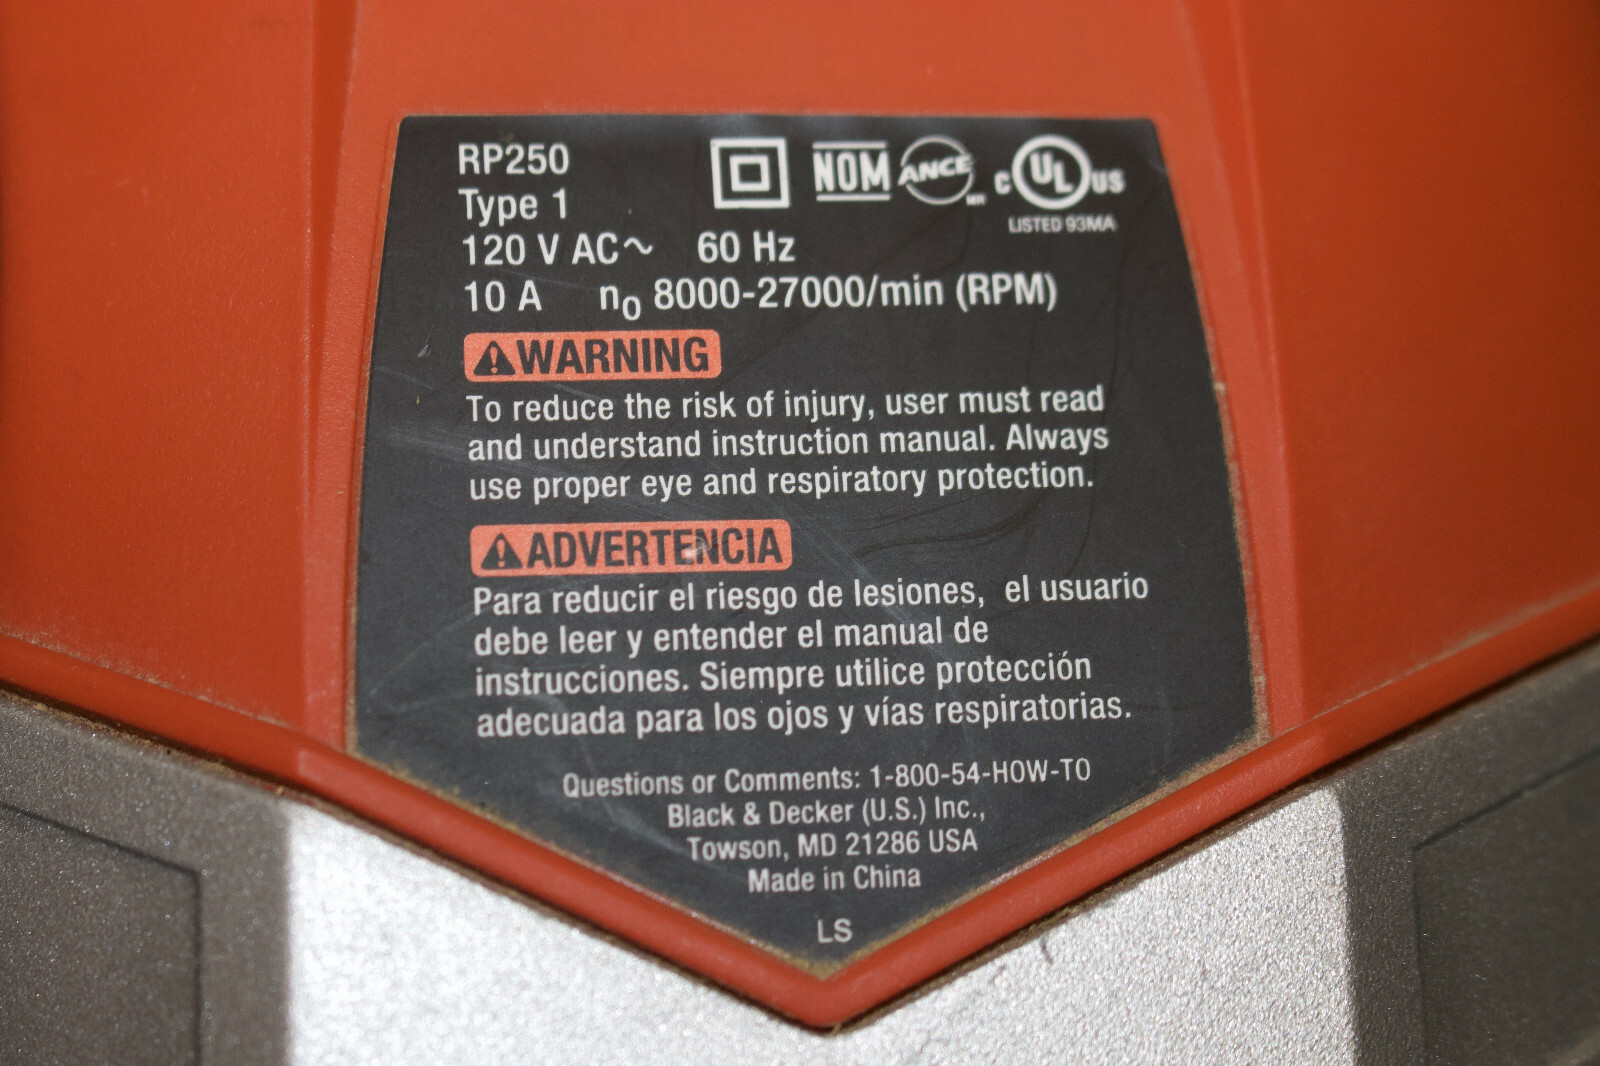 RP250
Type 1
NOM ANCE MR
C UL US
LISTED 93MA
120 V AC~ 60 Hz
10 A n₀ 8000-27000/min (RPM)
⚠WARNING
To reduce the risk of injury, user must read
and understand instruction manual. Always
use proper eye and respiratory protection.
⚠ADVERTENCIA
Para reducir el riesgo de lesiones, el usuario
debe leer y entender el manual de
instrucciones. Siempre utilice protección
adecuada para los ojos y vías respiratorias.
Questions or Comments: 1-800-54-HOW-TO
Black & Decker (U.S.) Inc.,
Towson, MD 21286 USA
Made in China
LS